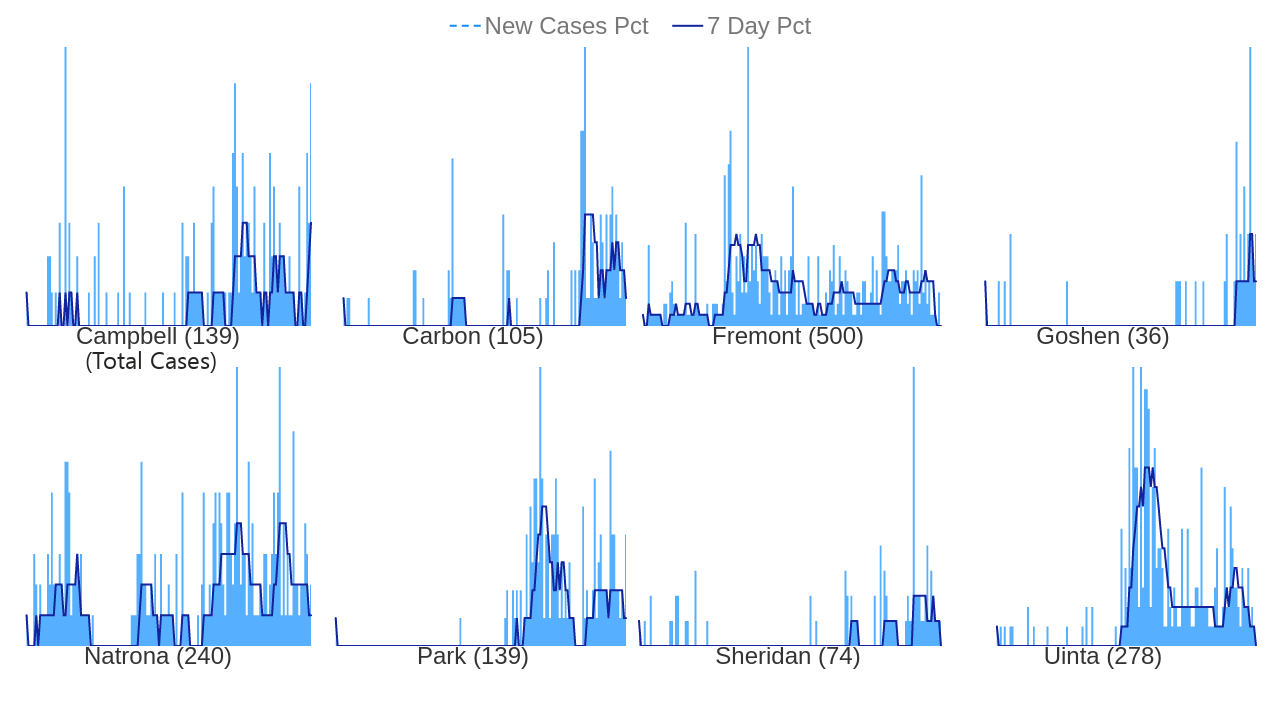 New Cases Pct 7 Day Pct
Campbell (139) Carbon (105) Fremont (500) Goshen (36)
(Total Cases)
Natrona (240) Park (139) Sheridan (74) Uinta (278)